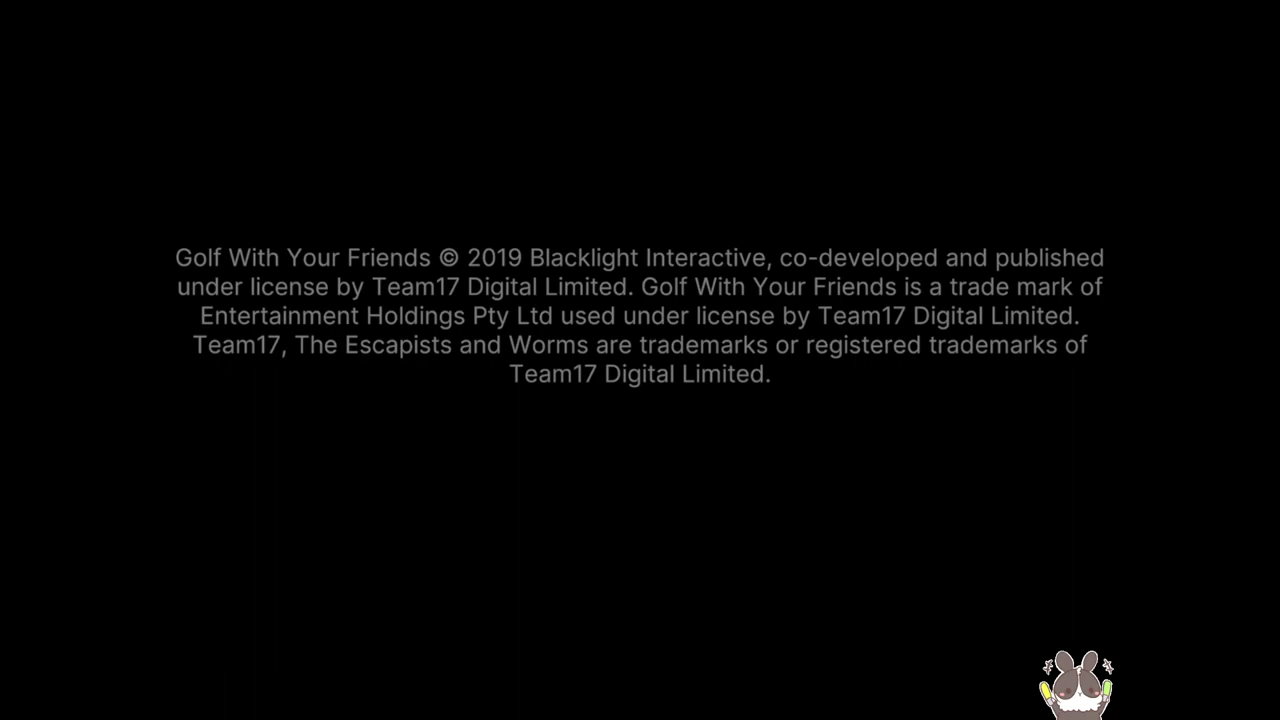 Golf With Your Friends © 2019 Blacklight Interactive, co-developed and published
under license by Team17 Digital Limited. Golf With Your Friends is a trade mark of
Entertainment Holdings Pty Ltd used under license by Team17 Digital Limited.
Team17, The Escapists and Worms are trademarks or registered trademarks of
Team17 Digital Limited.